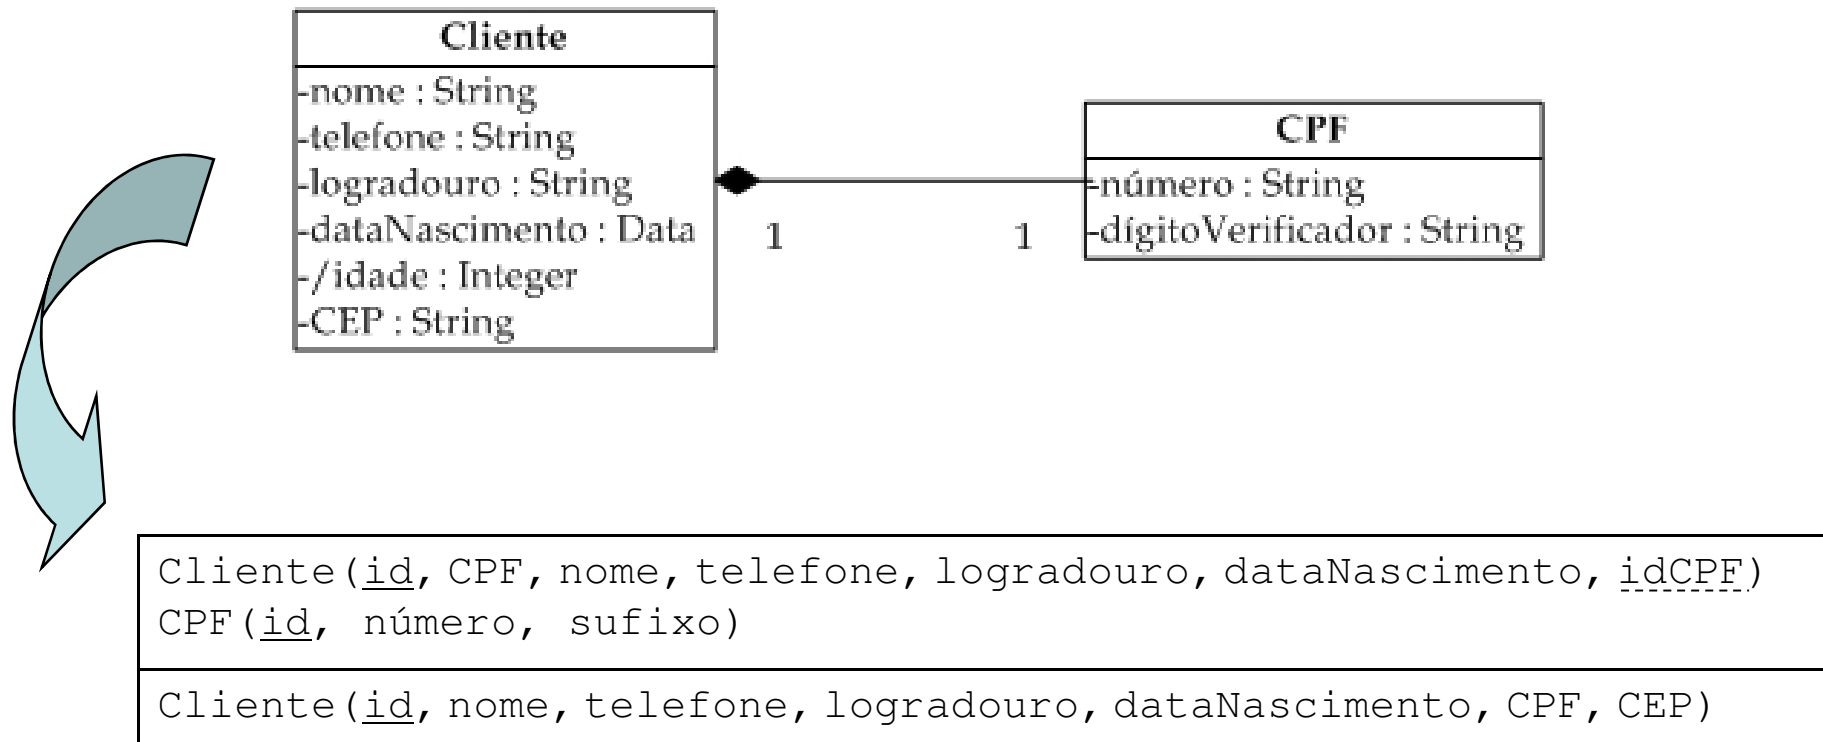 Cliente
-nome : String
-telefone : String
-logradouro : String
-dataNascimento : Data
-/idade : Integer
-CEP : String
1
1
CPF
-número : String
-dígitoVerificador : String
Cliente(id, CPF, nome, telefone, logradouro, dataNascimento, idCPF)
CPF(id, número, sufixo)
Cliente(id, nome, telefone, logradouro, dataNascimento, CPF, CEP)